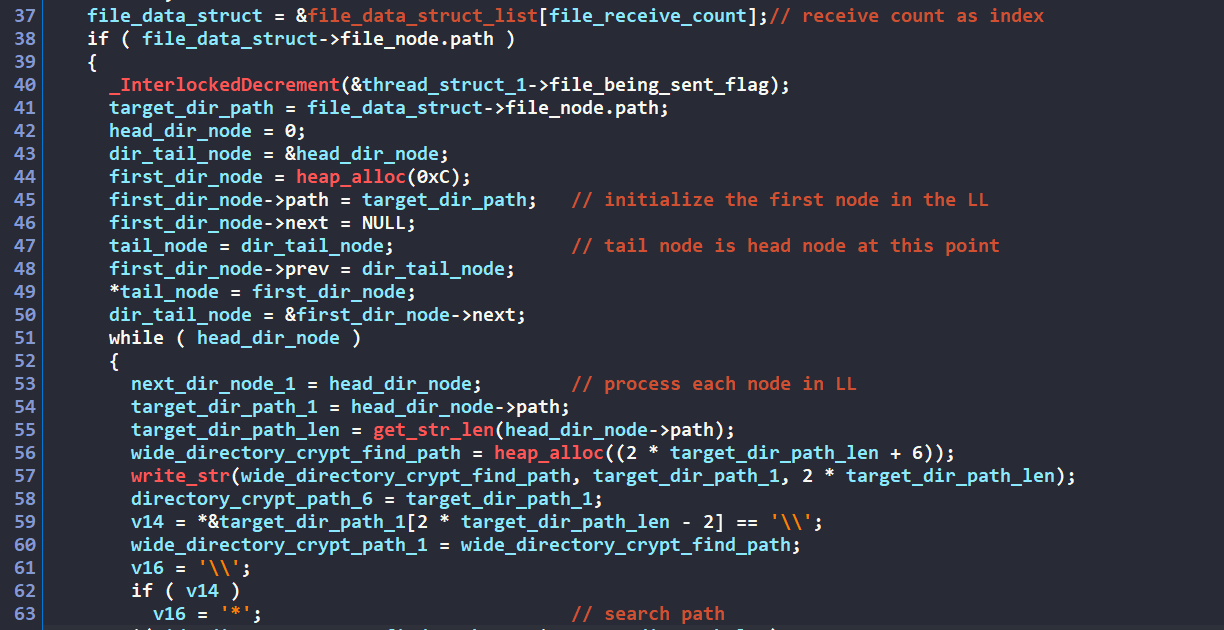 37 file_data_struct = &file_data_struct_list[file_receive_count];// receive count as index
38 if ( file_data_struct->file_node.path )
39 {
40 _InterlockedDecrement(&thread_struct_1->file_being_sent_flag);
41 target_dir_path = file_data_struct->file_node.path;
42 head_dir_node = 0;
43 dir_tail_node = &head_dir_node;
44 first_dir_node = heap_alloc(0xC);
45 first_dir_node->path = target_dir_path; // initialize the first node in the LL
46 first_dir_node->next = NULL;
47 tail_node = dir_tail_node; // tail node is head node at this point
48 first_dir_node->prev = dir_tail_node;
49 *tail_node = first_dir_node;
50 dir_tail_node = &first_dir_node->next;
51 while ( head_dir_node )
52 {
53 next_dir_node_1 = head_dir_node; // process each node in LL
54 target_dir_path_1 = head_dir_node->path;
55 target_dir_path_len = get_str_len(head_dir_node->path);
56 wide_directory_crypt_find_path = heap_alloc((2 * target_dir_path_len + 6));
57 write_str(wide_directory_crypt_find_path, target_dir_path_1, 2 * target_dir_path_len);
58 directory_crypt_path_6 = target_dir_path_1;
59 v14 = *&target_dir_path_1[2 * target_dir_path_len - 2] == '\\';
60 wide_directory_crypt_path_1 = wide_directory_crypt_find_path;
61 v16 = '\\';
62 if ( v14 )
63 v16 = '*'; // search path